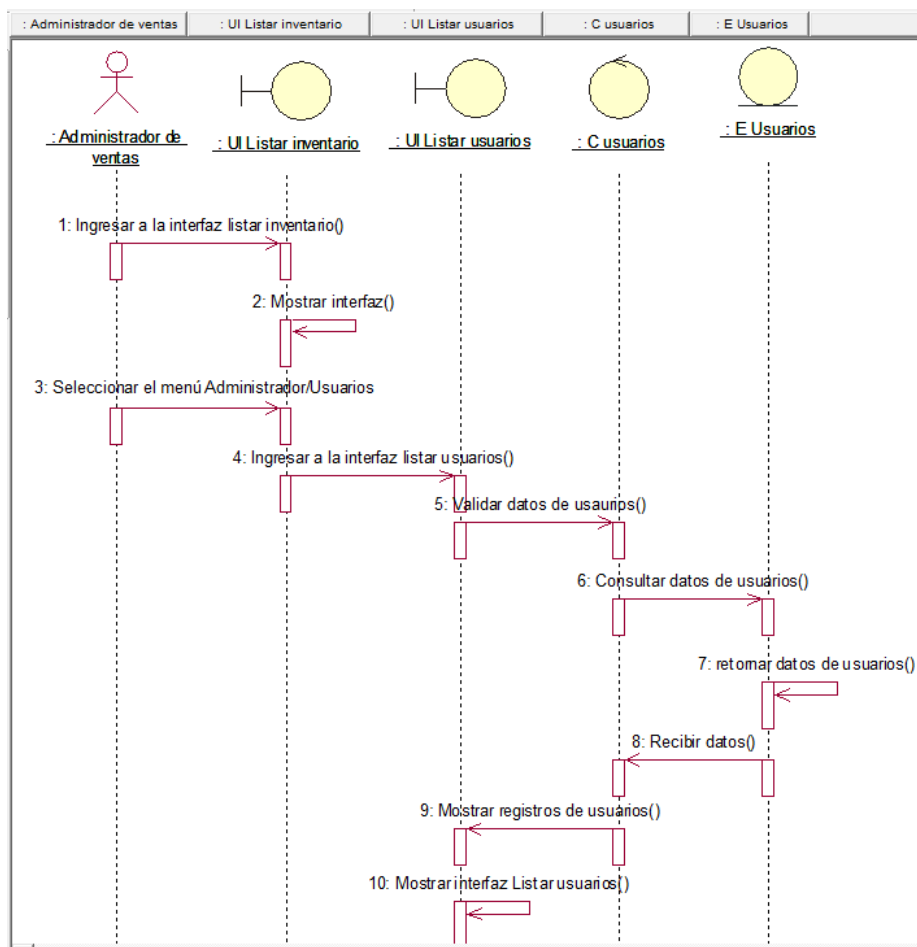 : Administrador de ventas
: UI Listar inventario
: UI Listar usuarios
: C usuarios
: E Usuarios
: Administrador de
ventas
: UI Listar inventario
: UI Listar usuarios
: C usuarios
: E Usuarios
1: Ingresar a la interfaz listar inventario()
2: Mostrar interfaz()
3: Seleccionar el menú Administrador/Usuarios
4: Ingresar a la interfaz listar usuarios()
5: Validar datos de usaurios()
6: Consultar datos de usuarios()
7: retornar datos de usuarios()
8: Recibir datos()
9: Mostrar registros de usuarios()
10: Mostrar interfaz Listar usuarios()